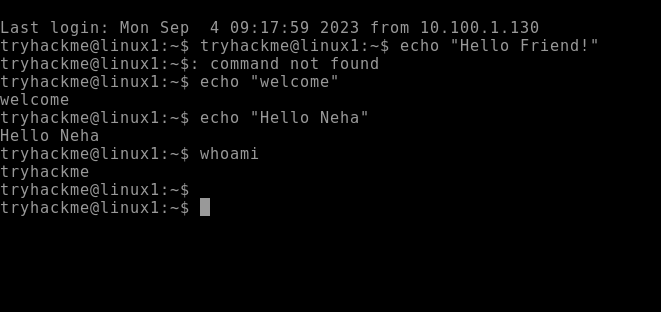 Last login: Mon Sep  4 09:17:59 2023 from 10.100.1.130
tryhackme@linux1:~$ tryhackme@linux1:~$ echo "Hello Friend!"
tryhackme@linux1:~$: command not found
tryhackme@linux1:~$ echo "welcome"
welcome
tryhackme@linux1:~$ echo "Hello Neha"
Hello Neha
tryhackme@linux1:~$ whoami
tryhackme
tryhackme@linux1:~$
tryhackme@linux1:~$